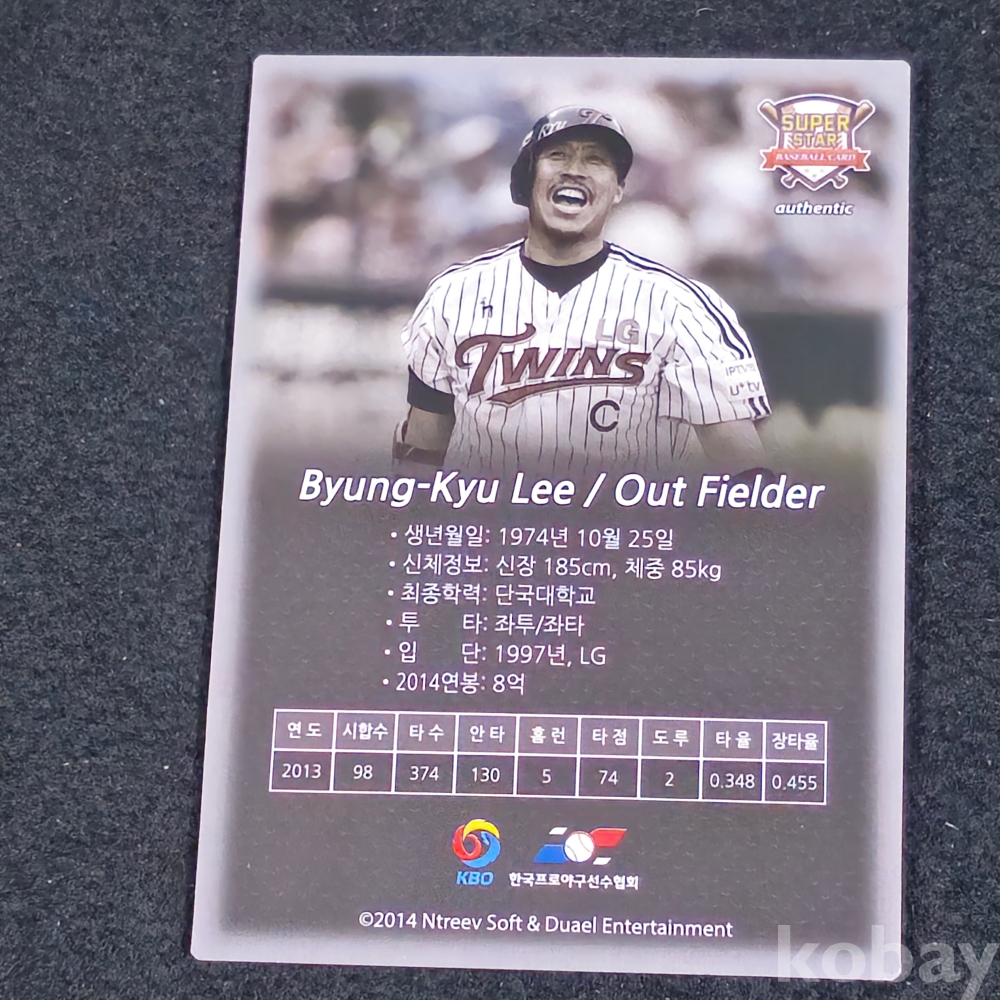 SUPER
STAR
BASEBALL CARD
authentic
RYU
LG
TWINS
C
IPTV
U+tv
Byung-Kyu Lee / Out Fielder
• 생년월일: 1974년 10월 25일
• 신체정보: 신장 185cm, 체중 85kg
• 최종학력: 단국대학교
• 투 타: 좌투/좌타
• 입 단: 1997년, LG
• 2014연봉: 8억
연도 시합수 타수 안타 홈런 타점 도루 타율 장타율
2013 98 374 130 5 74 2 0.348 0.455
KBO 한국프로야구선수협회
©2014 Ntreev Soft & Duael Entertainment
kobay